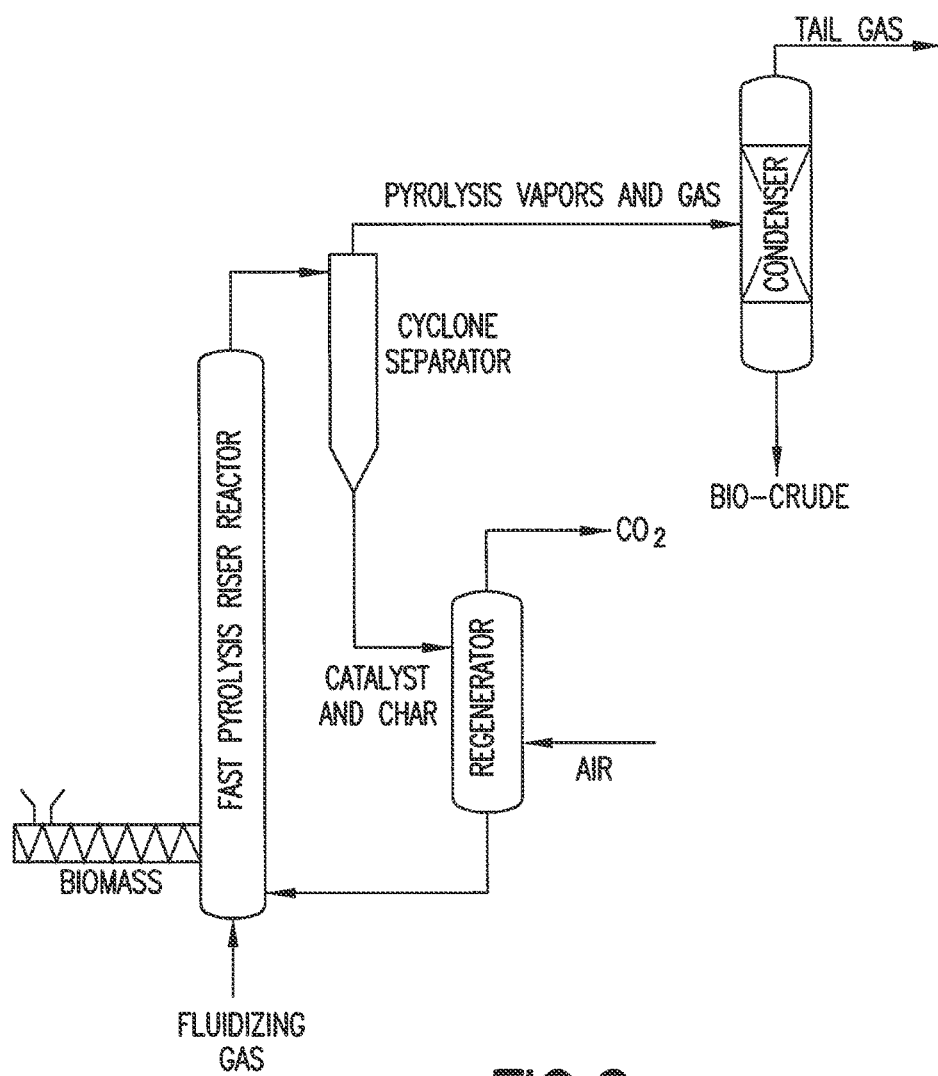 TAIL GAS
PYROLYSIS VAPORS AND GAS
CONDENSER
CYCLONE
SEPARATOR
FAST PYROLYSIS RISER REACTOR
BIO-CRUDE
CO2
REGENERATOR
CATALYST
AND CHAR
AIR
BIOMASS
FLUIDIZING
GAS